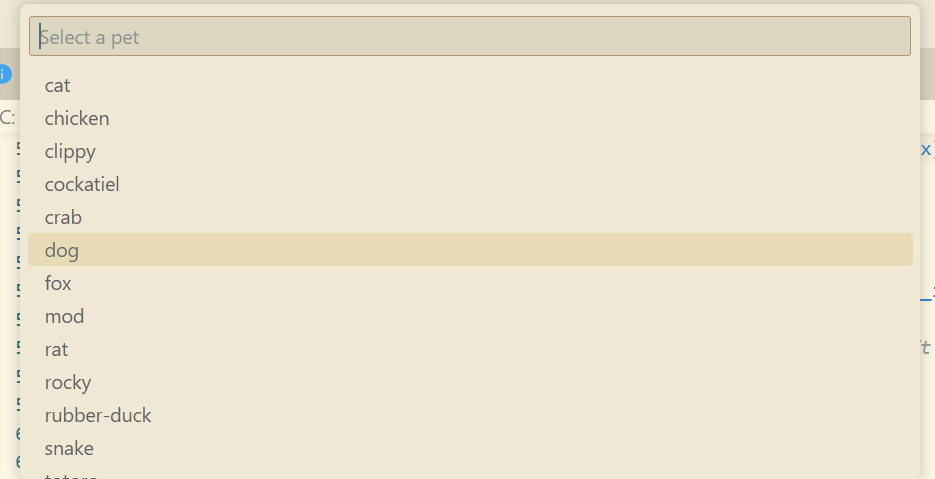 Select a pet
cat
chicken
clippy
cockatiel
crab
dog
fox
mod
rat
rocky
rubber-duck
snake
C: